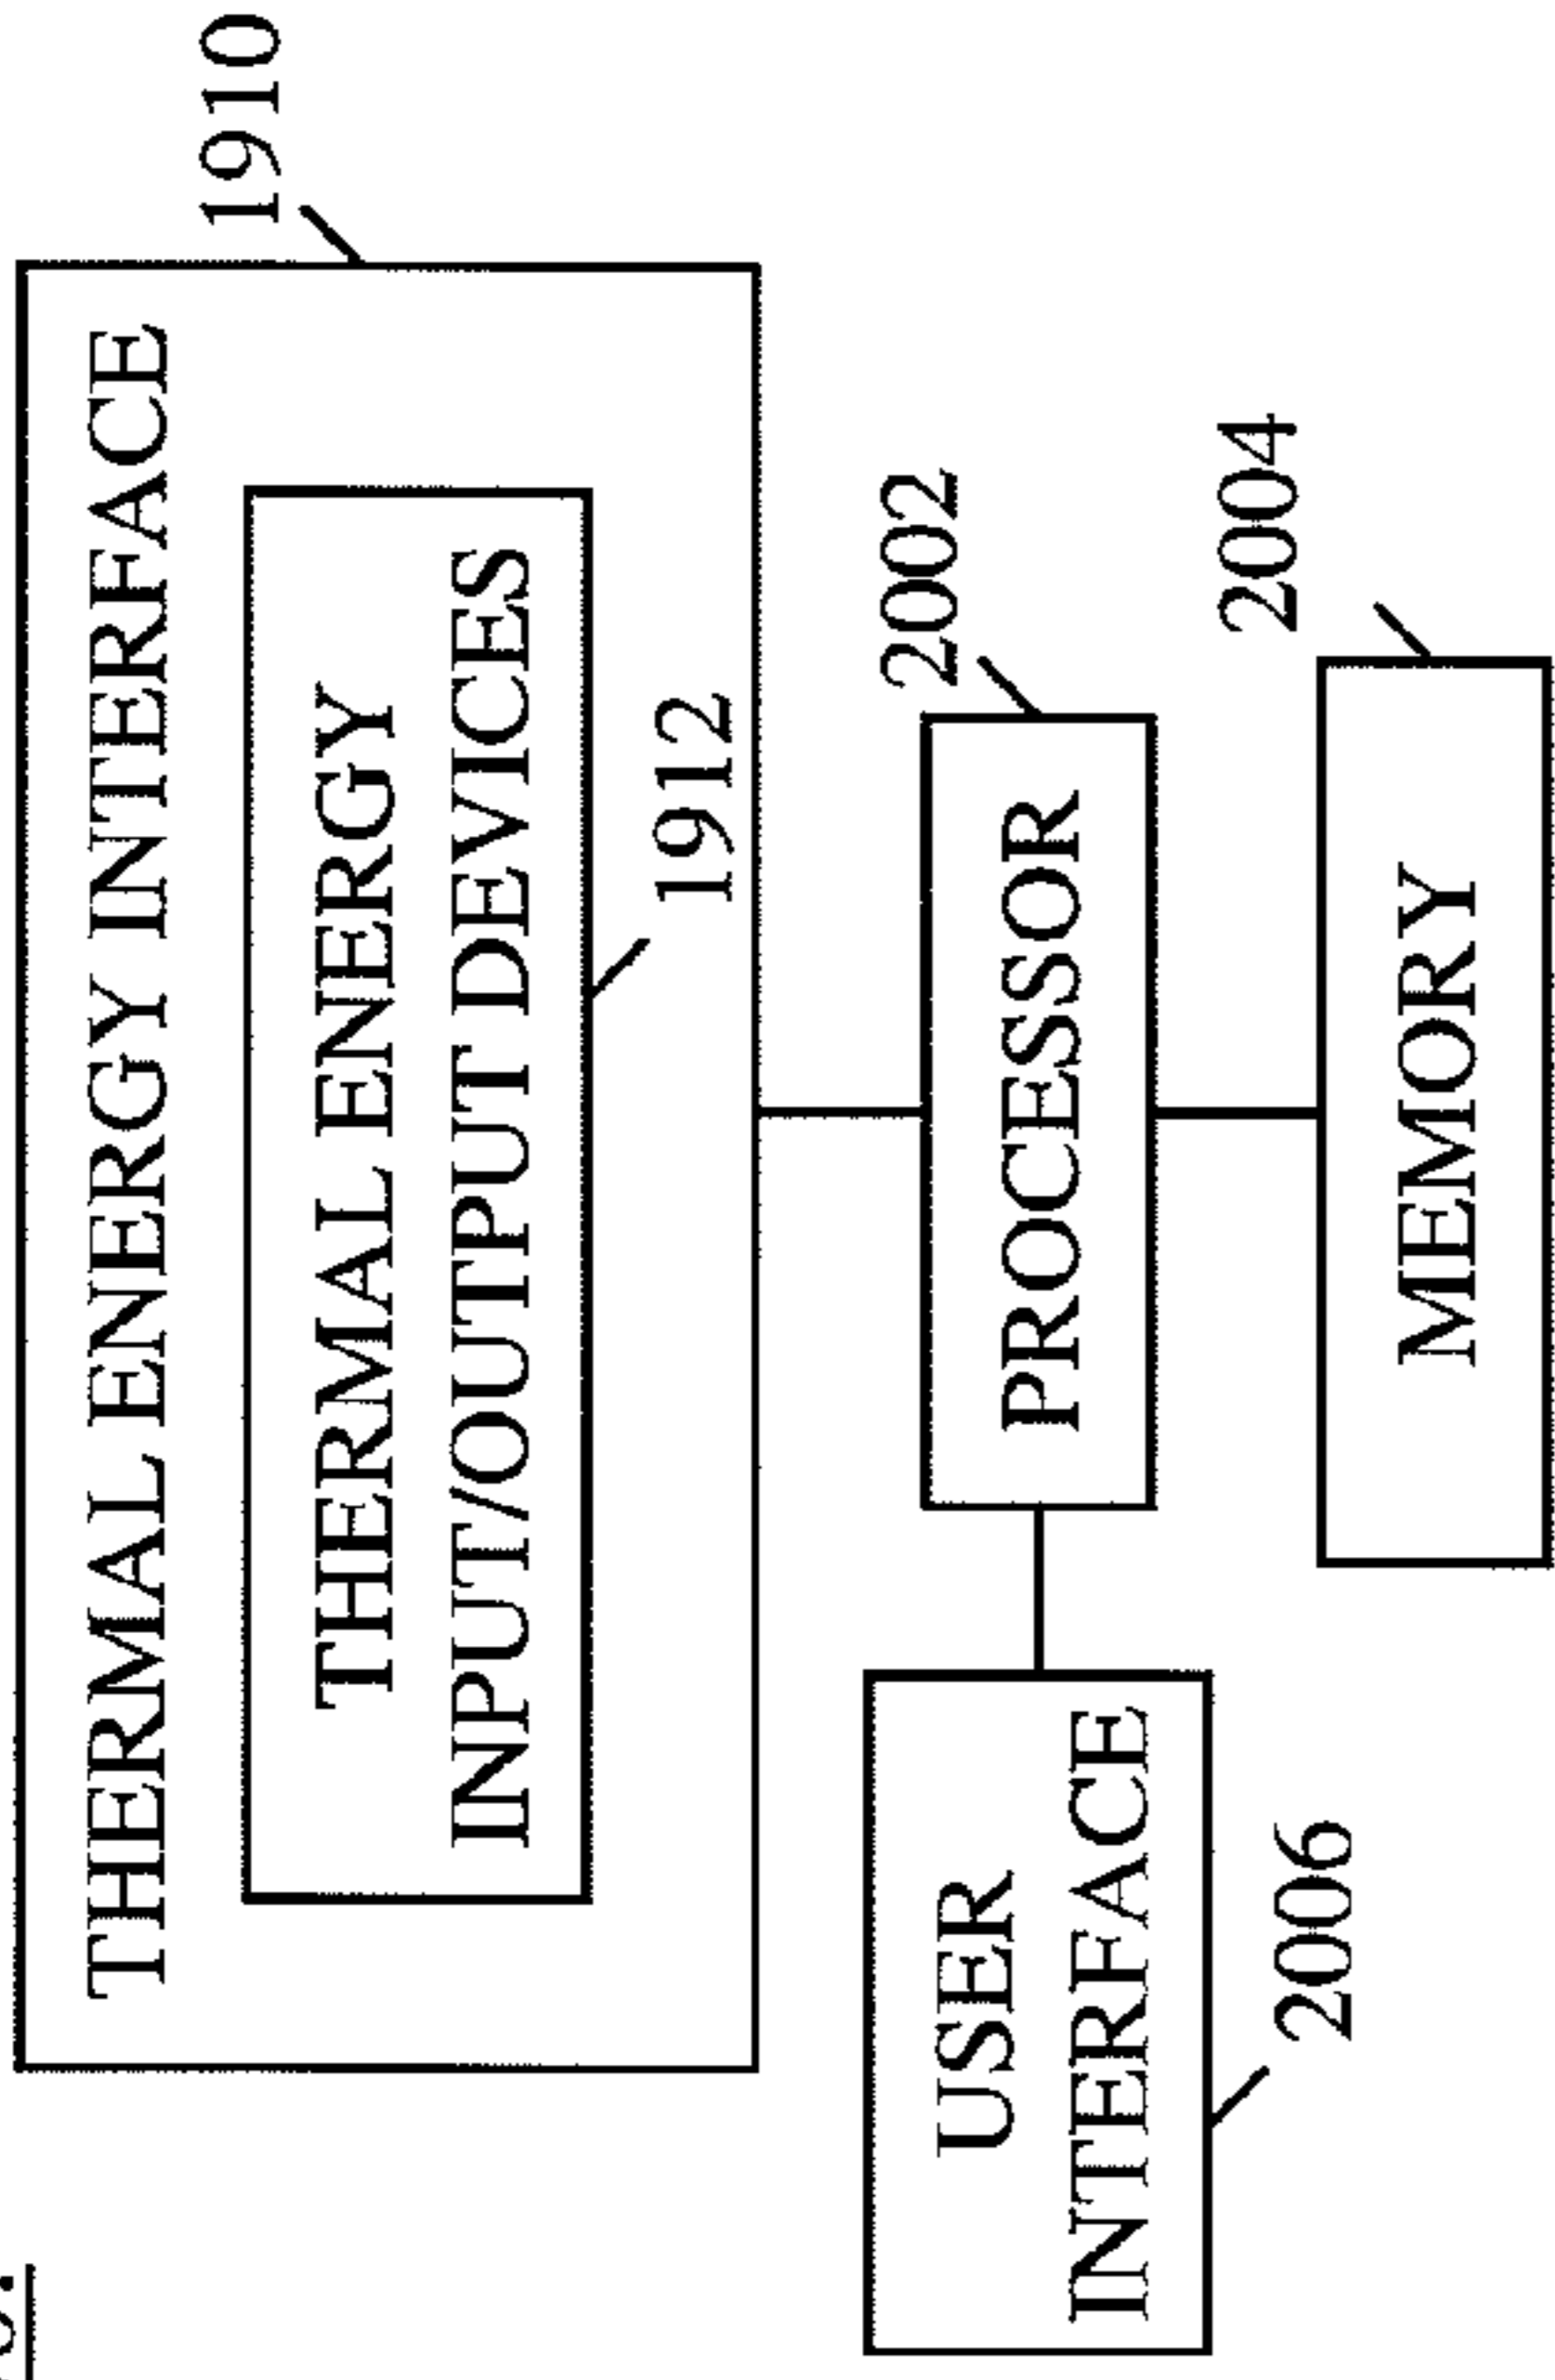 THERMAL ENERGY INTERFACE
1910
THERMAL ENERGY
INPUT/OUTPUT DEVICES
1912
2002
PROCESSOR
USER
INTERFACE
2006
2004
MEMORY